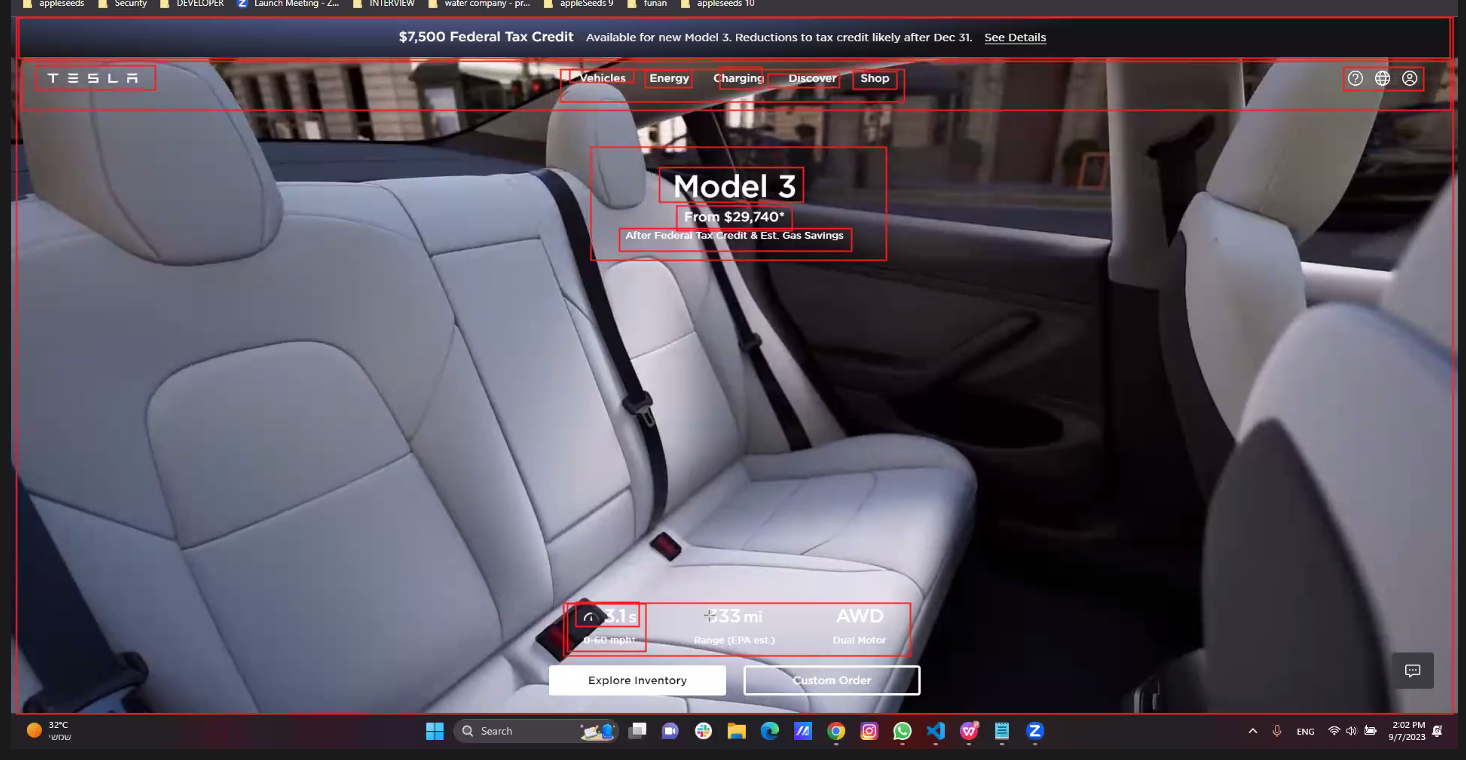 appleseeds Security DEVELOPER Launch Meeting - Z... INTERVIEW water company - pr... appleSeeds 9 funan appleseeds 10
$7,500 Federal Tax Credit Available for new Model 3. Reductions to tax credit likely after Dec 31. See Details
TESLA Vehicles Energy Charging Discover Shop
Model 3
From $29,740*
After Federal Tax Credit & Est. Gas Savings
3.1 s 333 mi AWD
0-60 mph† Range (EPA est.) Dual Motor
Explore Inventory Custom Order
32°C
שמשי
Search
ENG
2:02 PM
9/7/2023